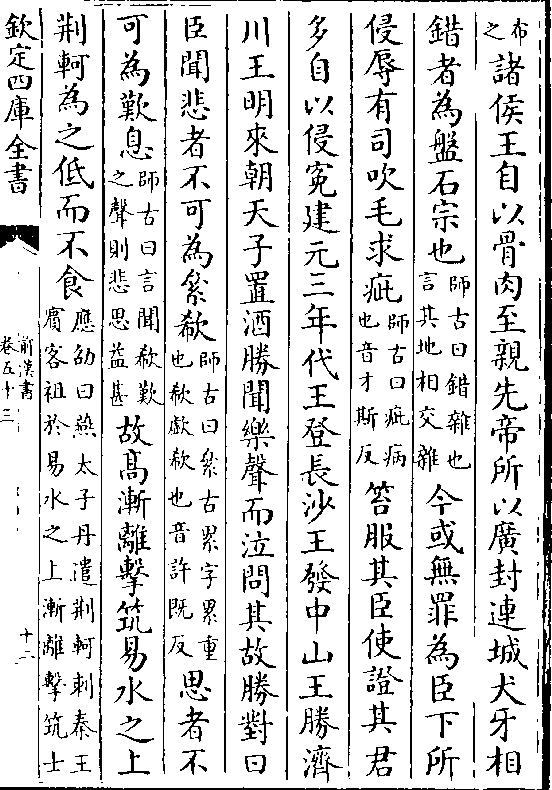 布之諸侯王自以骨肉至親先帝所以廣封連城犬牙相
錯者為盤石宗也師古曰錯雜也言其地相交雜今或無罪為臣下所
侵辱有司吹毛求疵師古曰疵病也音才斯反笞服其臣使證其君
多自以侵寃建元三年代王登長沙王發中山王勝濟
川王明來朝天子置酒勝聞樂聲而泣問其故勝對曰
臣聞悲者不可為絫欷師古曰絫古累字累重也欷歔欷也音許既反思者不
可為歎息師古曰言聞欷歎之聲則悲思益甚故髙漸離擊筑易水之上
荆軻為之低而不食應劭曰燕太子丹遣荆軻刺秦王賔客祖於易水之上漸離擊筑士
欽定四庫全書
前漢書
卷五十三
十二